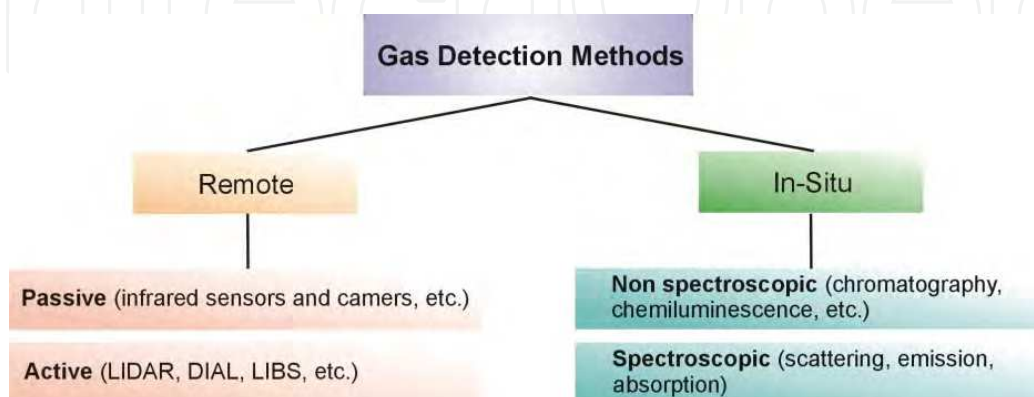 Gas Detection Methods
Remote
In-Situ
Passive (infrared sensors and camers, etc.)
Active (LIDAR, DIAL, LIBS, etc.)
Non spectroscopic (chromatography,
chemiluminescence, etc.)
Spectroscopic (scattering, emission,
absorption)